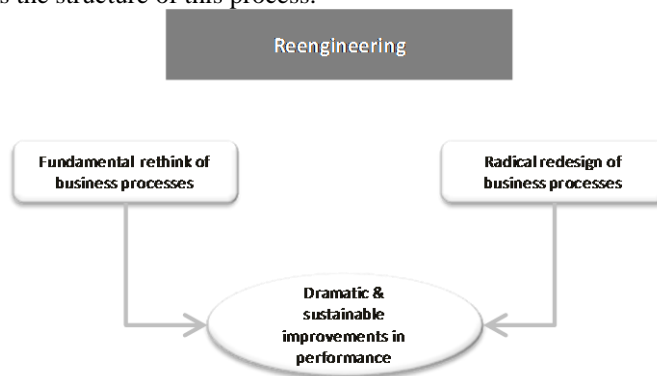 s the structure of this process:
Reengineering
Fundamental rethink of
business processes
Radical redesign of
business processes
Dramatic &
sustainable
improvements in
performance